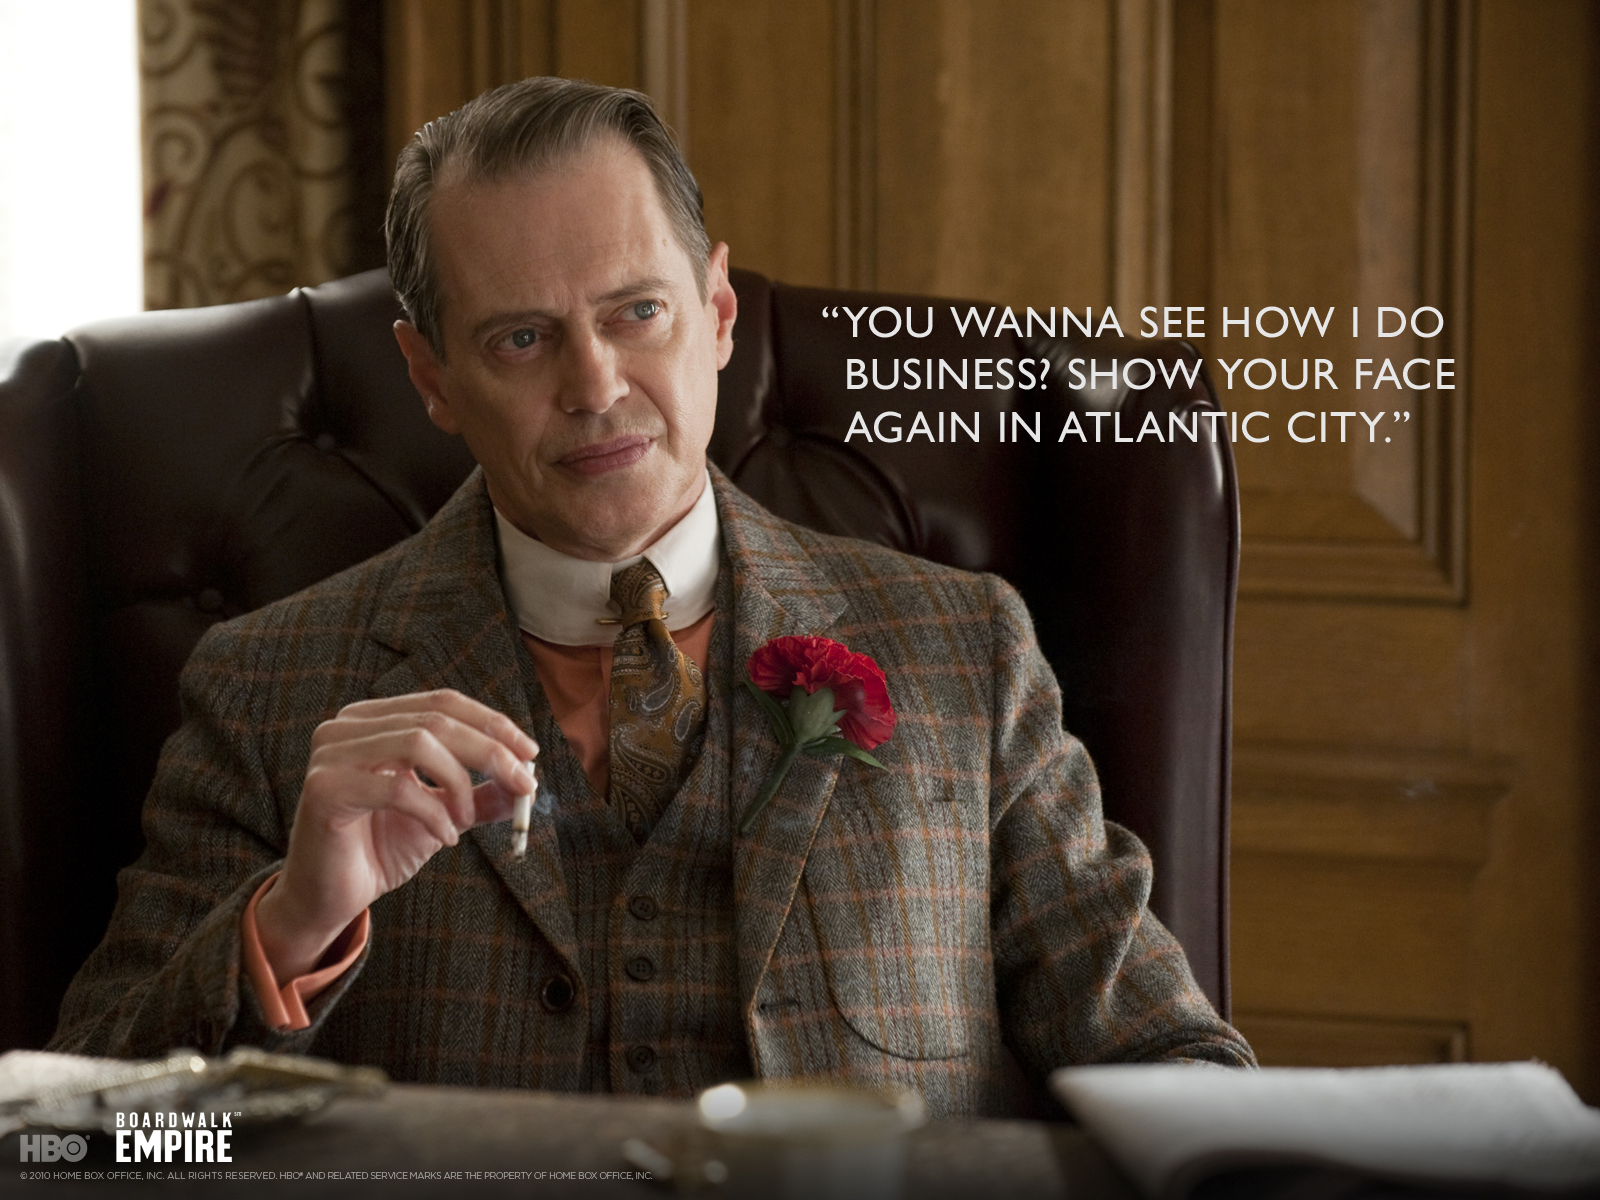 “YOU WANNA SEE HOW I DO
BUSINESS? SHOW YOUR FACE
AGAIN IN ATLANTIC CITY.”
BOARDWALK℠
EMPIRE
HBO®
© 2010 HOME BOX OFFICE, INC. ALL RIGHTS RESERVED. HBO® AND RELATED SERVICE MARKS ARE THE PROPERTY OF HOME BOX OFFICE, INC.